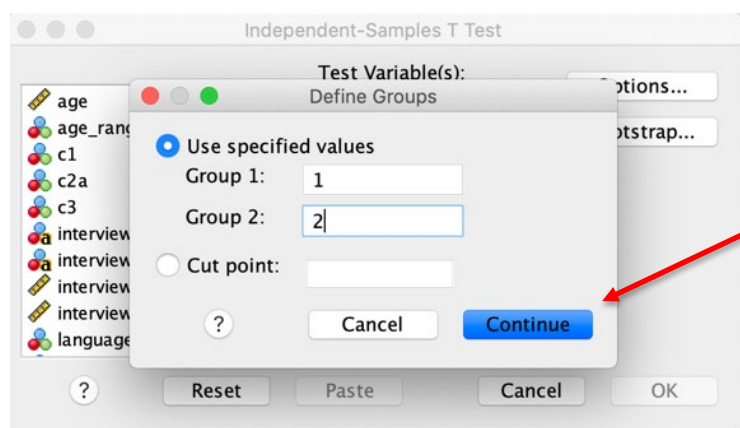 Independent-Samples T Test
Test Variable(s):
Options...
Define Groups
age
age_rang
otstrap...
Use specified values
c1
Group 1: 1
c2a
c3
Group 2: 2
interview
interview
Cut point:
interview
interview
? Cancel Continue
language
? Reset Paste Cancel OK